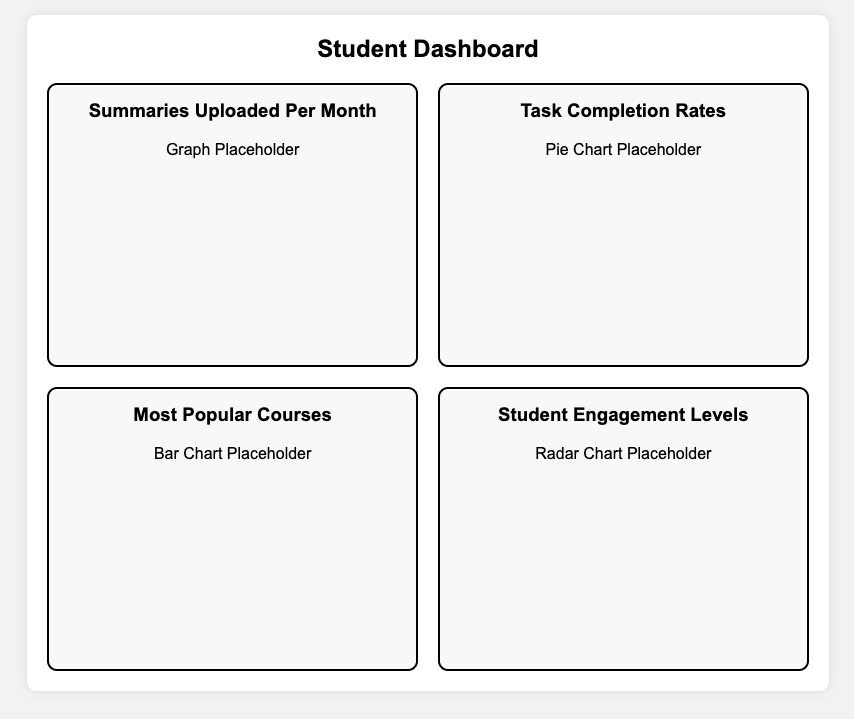 Student Dashboard
Summaries Uploaded Per Month
Graph Placeholder
Task Completion Rates
Pie Chart Placeholder
Most Popular Courses
Bar Chart Placeholder
Student Engagement Levels
Radar Chart Placeholder